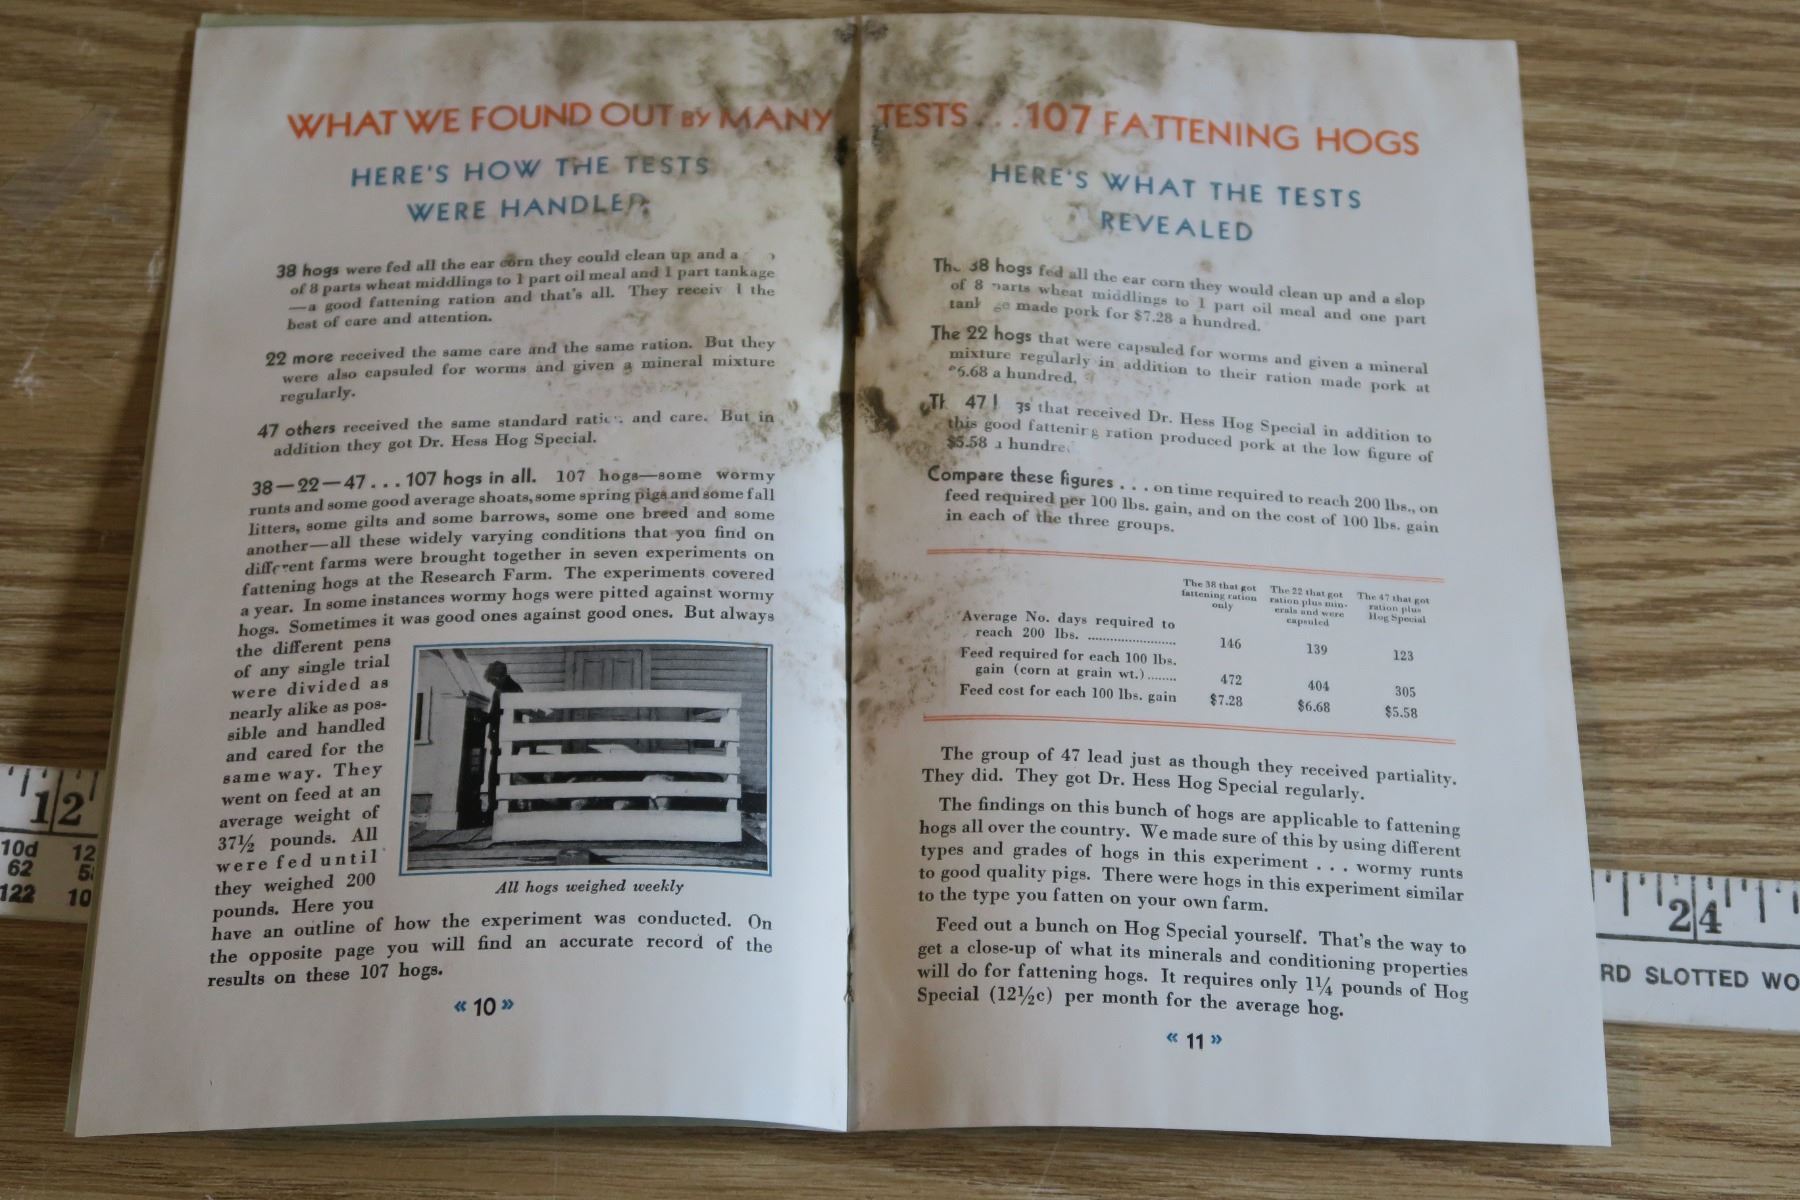 WHAT WE FOUND OUT BY MANY TESTS . . . 107 FATTENING HOGS
HERE'S HOW THE TESTS
WERE HANDLED
38 hogs were fed all the ear corn they could clean up and a
of 8 parts wheat middlings to 1 part oil meal and 1 part tankage
—a good fattening ration and that's all. They the
best of care and attention.
22 more received the same care and the same ration. But they
were also capsuled for worms and given a mineral mixture
regularly.
47 others received the same standard and care. But in
addition they got Dr. Hess Hog Special.
38—22—47 . . . 107 hogs in all. 107 hogs—some wormy
runts and some good average shoats, some spring pigs and some fall
litters, some gilts and some barrows, some one breed and some
another—all these widely varying conditions that you find on
different farms were brought together in seven experiments on
fattening hogs at the Research Farm. The experiments covered
a year. In some instances wormy hogs were pitted against wormy
hogs. Sometimes it was good ones against good ones. But always
the different pens
of any single trial
were divided as
nearly alike as pos-
sible and handled
and cared for the
same way. They
went on feed at an
average weight of
37½ pounds. All
were fed until
they weighed 200
pounds. Here you
All hogs weighed weekly
have an outline of how the experiment was conducted. On
the opposite page you will find an accurate record of the
results on these 107 hogs.
« 10 »
HERE'S WHAT THE TESTS
REVEALED
The 38 hogs fed all the ear corn they would clean up and a slop
of 8 parts wheat middlings to 1 part oil meal and one part
tankage made pork for $7.28 a hundred.
The 22 hogs that were capsuled for worms and given a mineral
mixture regularly in addition to their ration made pork at
6.68 a hundred.
The 47 hogs that received Dr. Hess Hog Special in addition to
this good fattening ration produced pork at the low figure of
$5.58 a hundred
Compare these figures . . . on time required to reach 200 lbs., on
feed required per 100 lbs. gain, and on the cost of 100 lbs. gain
in each of the three groups.
The 38 that got
fattening ration
only
The 22 that got
ration plus min-
erals and were
capsuled
The 47 that got
ration plus
Hog Special
Average No. days required to
reach 200 lbs. ........................ 146 139 123
Feed required for each 100 lbs.
gain (corn at grain wt.)........ 472 404 305
Feed cost for each 100 lbs. gain $7.28 $6.68 $5.58
The group of 47 lead just as though they received partiality.
They did. They got Dr. Hess Hog Special regularly.
The findings on this bunch of hogs are applicable to fattening
hogs all over the country. We made sure of this by using different
types and grades of hogs in this experiment . . . wormy runts
to good quality pigs. There were hogs in this experiment similar
to the type you fatten on your own farm.
Feed out a bunch on Hog Special yourself. That's the way to
get a close-up of what its minerals and conditioning properties
will do for fattening hogs. It requires only 1¼ pounds of Hog
Special (12½c) per month for the average hog.
« 11 »
12
10d 12
62 5
122 10
24
RD SLOTTED WO